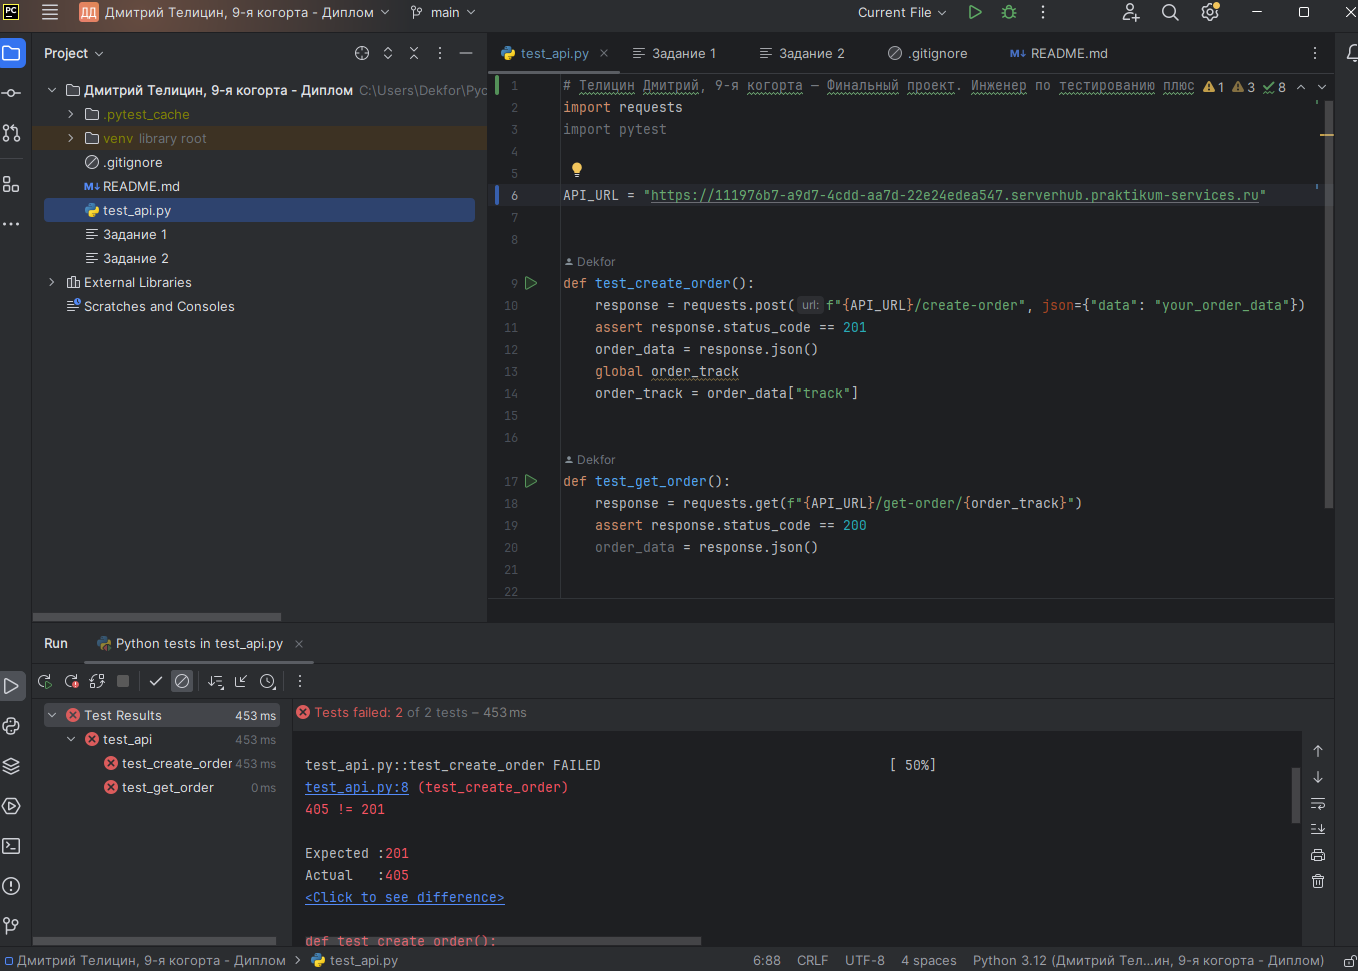 PC
ДД Дмитрий Телицин, 9-я когорта - Диплом
main
Current File
Project
test_api.py
Задание 1
Задание 2
.gitignore
M↓ README.md
Дмитрий Телицин, 9-я когорта - Диплом C:\Users\Dekfor\Pyc
.pytest_cache
venv library root
.gitignore
M↓ README.md
test_api.py
Задание 1
Задание 2
External Libraries
Scratches and Consoles
1 # Телицин Дмитрий, 9-я когорта — Финальный проект. Инженер по тестированию плюс
1 3 8
2 import requests
3 import pytest
4
5
6 API_URL = "https://111976b7-a9d7-4cdd-aa7d-22e24edea547.serverhub.praktikum-services.ru"
7
8
Dekfor
9 def test_create_order():
10 response = requests.post( url: f"{API_URL}/create-order", json={"data": "your_order_data"})
11 assert response.status_code == 201
12 order_data = response.json()
13 global order_track
14 order_track = order_data["track"]
15
16
Dekfor
17 def test_get_order():
18 response = requests.get(f"{API_URL}/get-order/{order_track}")
19 assert response.status_code == 200
20 order_data = response.json()
21
22
Run
Python tests in test_api.py
Test Results 453 ms
test_api 453 ms
test_create_order 453 ms
test_get_order 0 ms
Tests failed: 2 of 2 tests – 453 ms
test_api.py::test_create_order FAILED [ 50%]
test_api.py:8 (test_create_order)
405 != 201
Expected :201
Actual :405
<Click to see difference>
def test_create_order():
Дмитрий Телицин, 9-я когорта - Диплом
test_api.py
6:88
CRLF
UTF-8
4 spaces
Python 3.12 (Дмитрий Тел...ин, 9-я когорта - Диплом)